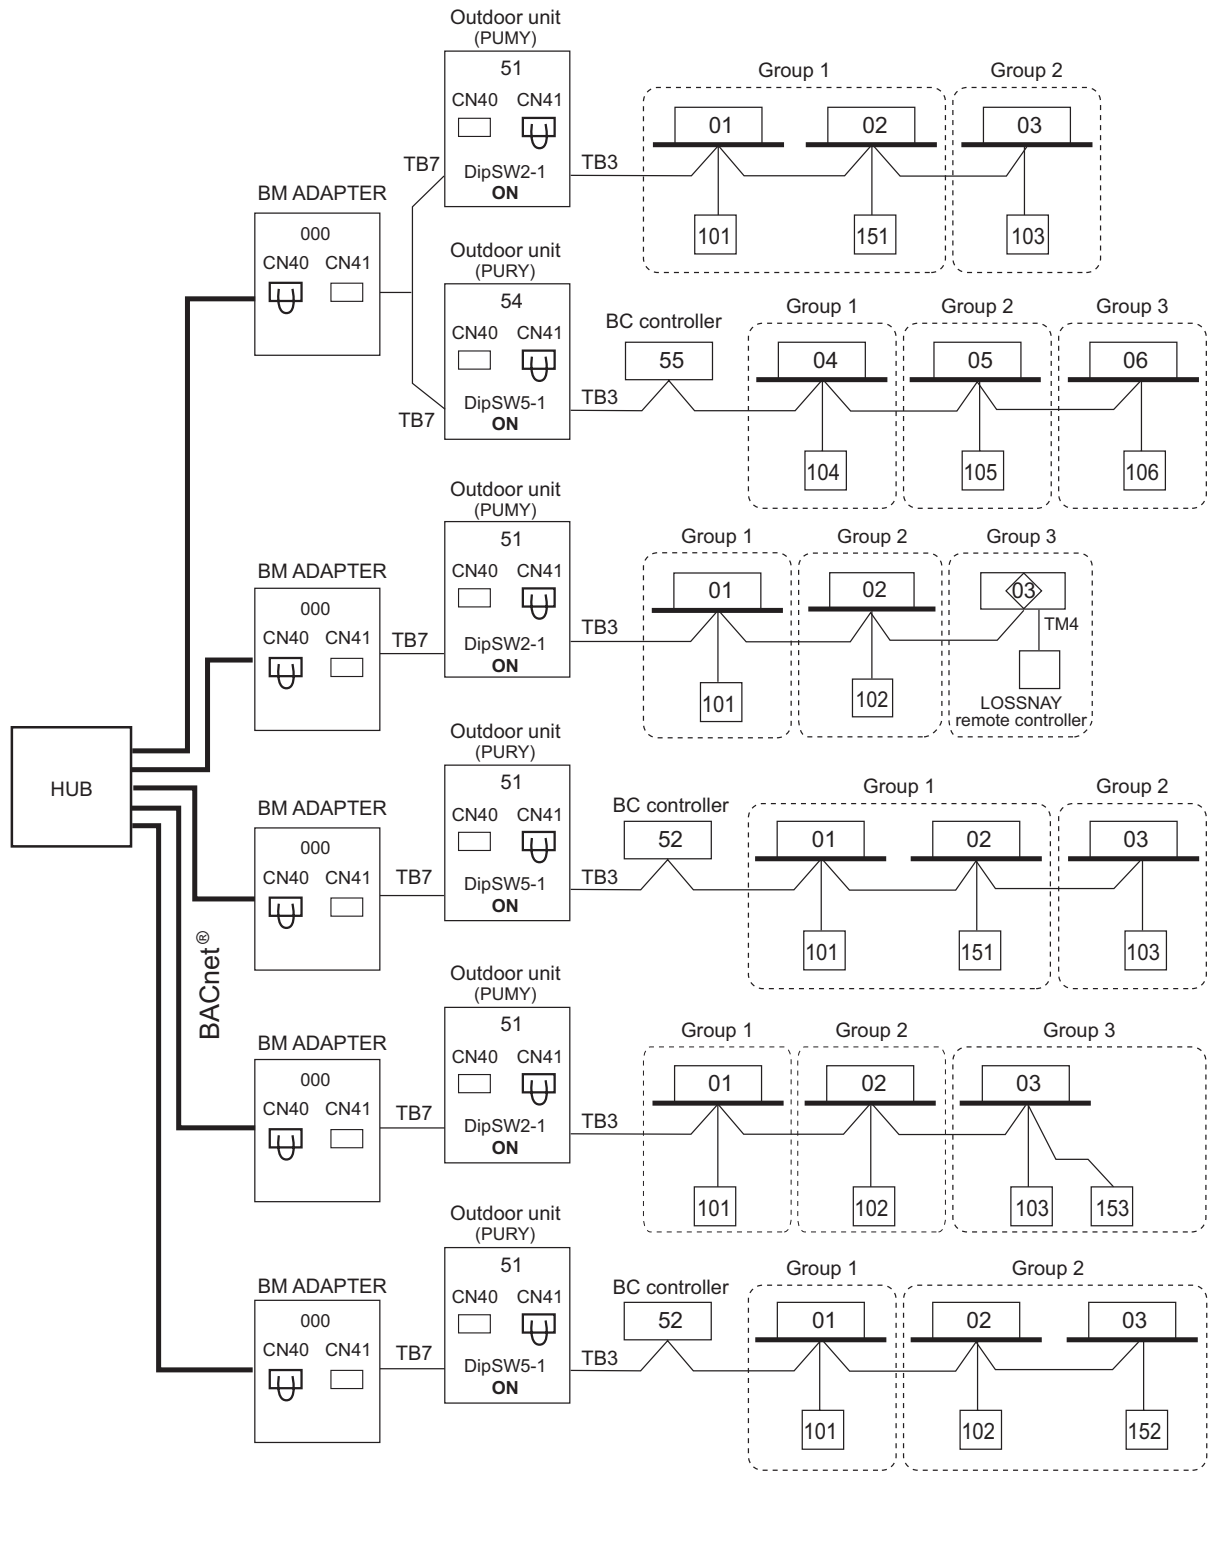 Outdoor unit
(PUMY)
51
CN40 CN41
DipSW2-1
ON
TB7
TB3
Group 1
Group 2
01
02
03
101
151
103
BM ADAPTER
000
CN40 CN41
Outdoor unit
(PURY)
54
CN40 CN41
DipSW5-1
ON
TB7
TB3
BC controller
55
Group 1
Group 2
Group 3
04
05
06
104
105
106
BM ADAPTER
000
CN40 CN41
TB7
Outdoor unit
(PUMY)
51
CN40 CN41
DipSW2-1
ON
TB3
Group 1
Group 2
Group 3
01
02
03
TM4
101
102
LOSSNAY
remote controller
HUB
BACnet®
BM ADAPTER
000
CN40 CN41
TB7
Outdoor unit
(PURY)
51
CN40 CN41
DipSW5-1
ON
TB3
BC controller
52
Group 1
Group 2
01
02
03
101
151
103
BM ADAPTER
000
CN40 CN41
TB7
Outdoor unit
(PUMY)
51
CN40 CN41
DipSW2-1
ON
TB3
Group 1
Group 2
Group 3
01
02
03
101
102
103
153
BM ADAPTER
000
CN40 CN41
TB7
Outdoor unit
(PURY)
51
CN40 CN41
DipSW5-1
ON
TB3
BC controller
52
Group 1
Group 2
01
02
03
101
102
152